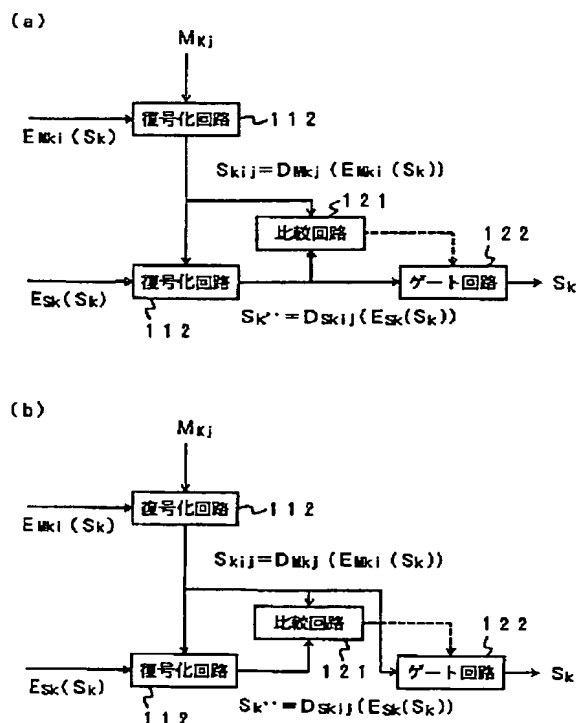 (a)
MKj
EMki(Sk)
復号化回路
112
Skij=DMkj(EMki(Sk))
121
比較回路
122
ESk(Sk)
復号化回路
ゲート回路
Sk
112
Sk''=DSkij(ESk(Sk))
(b)
MKj
EMki(Sk)
復号化回路
112
Skij=DMkj(EMki(Sk))
比較回路
122
121
ESk(Sk)
復号化回路
ゲート回路
Sk
112
Sk''=DSkij(ESk(Sk))